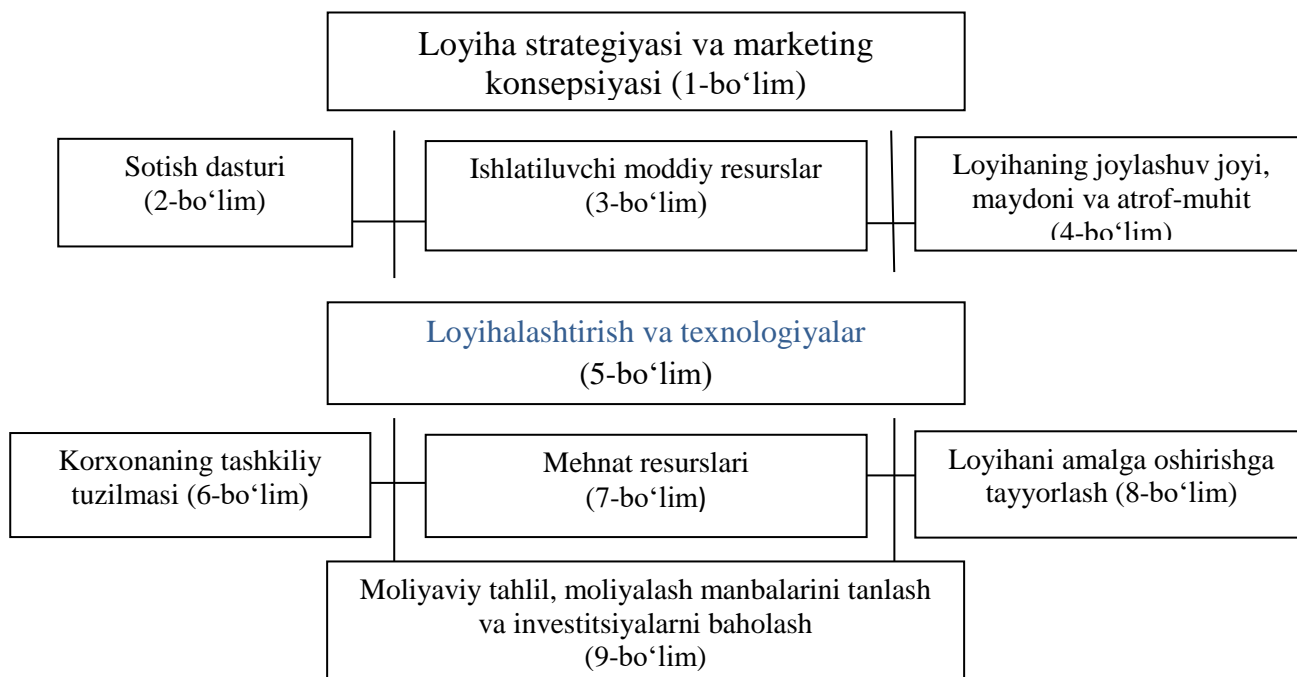 Loyiha strategiyasi va marketing
konsepsiyasi (1-bo‘lim)
Sotish dasturi
(2-bo‘lim)
Ishlatiluvchi moddiy resurslar
(3-bo‘lim)
Loyihaning joylashuv joyi,
maydoni va atrof-muhit
(4-bo‘lim)
Loyihalashtirish va texnologiyalar
(5-bo‘lim)
Korxonaning tashkiliy
tuzilmasi (6-bo‘lim)
Mehnat resurslari
(7-bo‘lim)
Loyihani amalga oshirishga
tayyorlash (8-bo‘lim)
Moliyaviy tahlil, moliyalash manbalarini tanlash
va investitsiyalarni baholash
(9-bo‘lim)